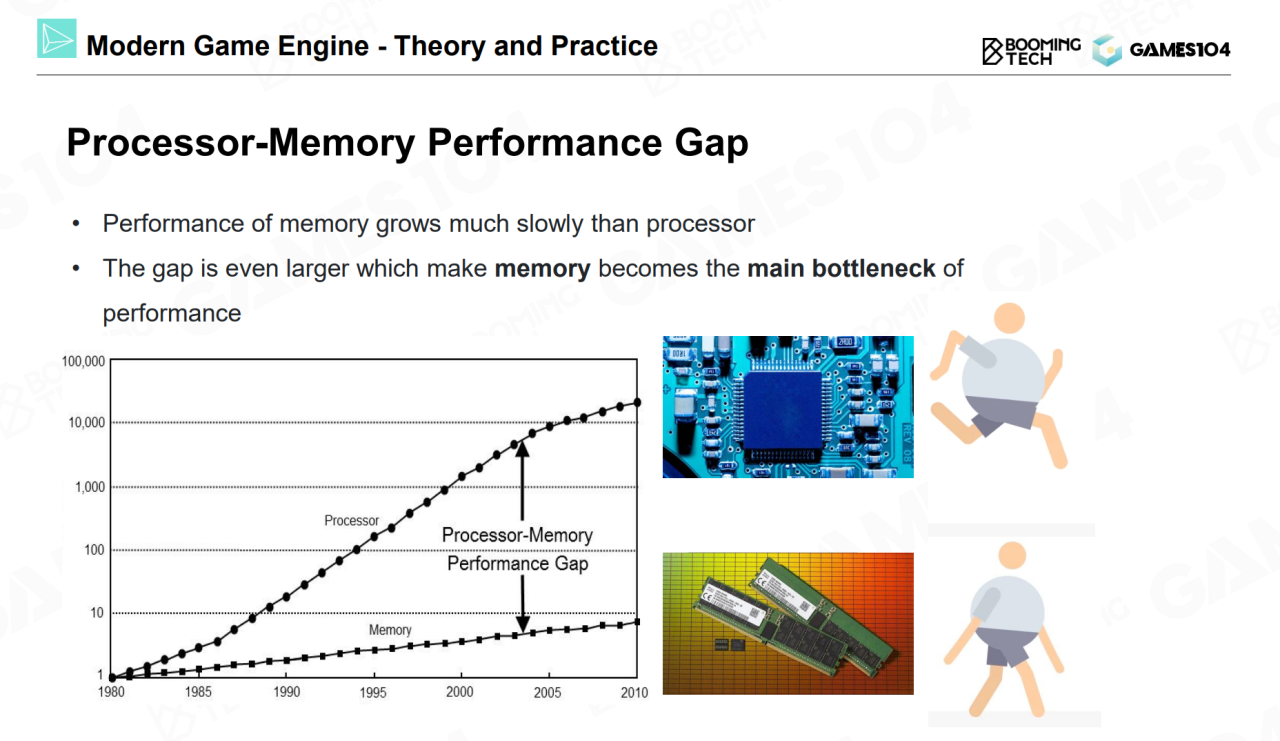 Modern Game Engine - Theory and Practice
BOOMING
TECH
GAMES104
Processor-Memory Performance Gap
• Performance of memory grows much slowly than processor
• The gap is even larger which make memory becomes the main bottleneck of
performance
100,000
10,000
1,000
100
10
1
Processor
Processor-Memory
Performance Gap
Memory
1980
1985
1990
1995
2000
2005
2010